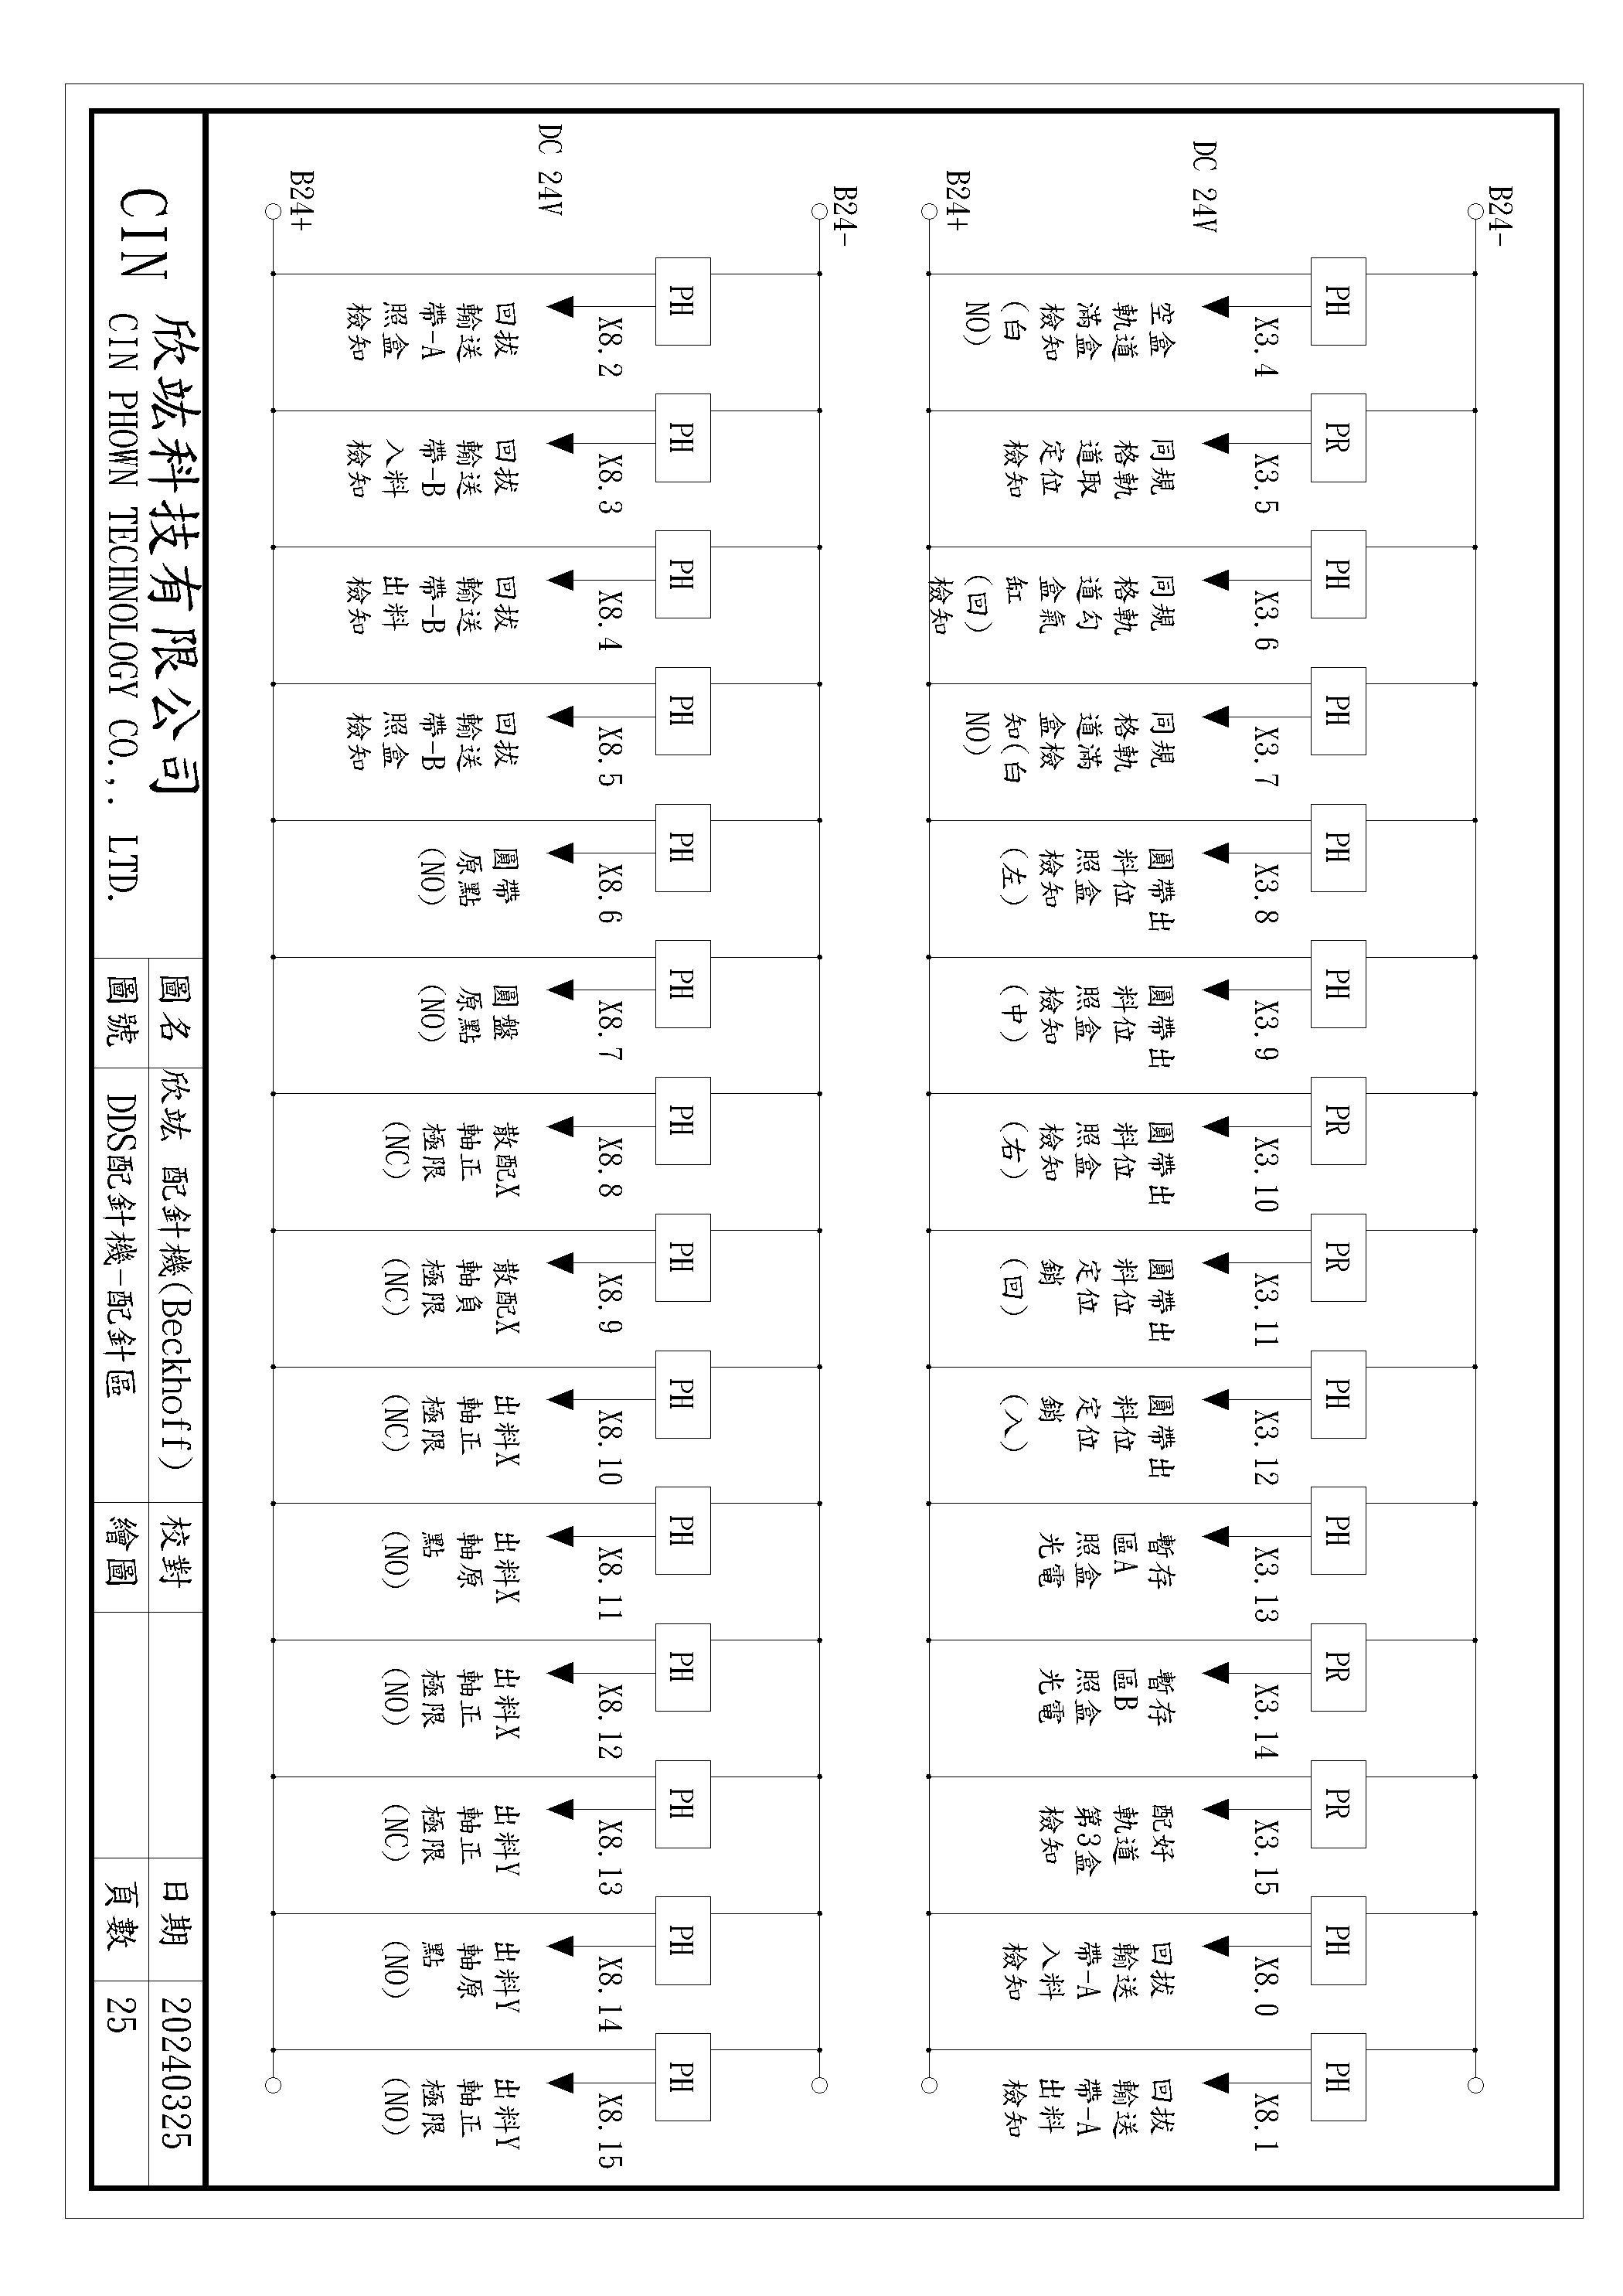 B24-
DC 24V
B24+
PH
X3.4
空盒
軌道
滿盒
檢知
(白
NO)
PR
X3.5
同規
格軌
道取
定位
檢知
PH
X3.6
同規
格軌
道勾
盒氣
缸
(回)
檢知
PH
X3.7
同規
格軌
道滿
盒檢
知(白
NO)
PH
X3.8
圓帶出
料位
照盒
檢知
(左)
PH
X3.9
圓帶出
料位
照盒
檢知
(中)
PR
X3.10
圓帶出
料位
照盒
檢知
(右)
PR
X3.11
圓帶出
料位
定位
銷
(回)
PH
X3.12
圓帶出
料位
定位
銷
(入)
PH
X3.13
暫存
區A
照盒
光電
PR
X3.14
暫存
區B
照盒
光電
PR
X3.15
配好
軌道
第3盒
檢知
PH
X8.0
回拔
輸送
帶-A
入料
檢知
PH
X8.1
回拔
輸送
帶-A
出料
檢知
B24-
DC 24V
B24+
PH
X8.2
回拔
輸送
帶-A
照盒
檢知
PH
X8.3
回拔
輸送
帶-B
入料
檢知
PH
X8.4
回拔
輸送
帶-B
出料
檢知
PH
X8.5
回拔
輸送
帶-B
照盒
檢知
PH
X8.6
圓帶
原點
(NO)
PH
X8.7
圓盤
原點
(NO)
PH
X8.8
散配X
軸正
極限
(NC)
PH
X8.9
散配X
軸負
極限
(NC)
PH
X8.10
出料X
軸正
極限
(NC)
PH
X8.11
出料X
軸原
點
(NO)
PH
X8.12
出料X
軸正
極限
(NO)
PH
X8.13
出料Y
軸正
極限
(NC)
PH
X8.14
出料Y
軸原
點
(NO)
PH
X8.15
出料Y
軸正
極限
(NO)
CIN
欣竑科技有限公司
CIN PHOWN TECHNOLOGY CO.,. LTD.
圖名
欣竑 配針機(Beckhoff)
校對
日期
20240325
圖號
DDS配針機-配針區
繪圖
頁數
25